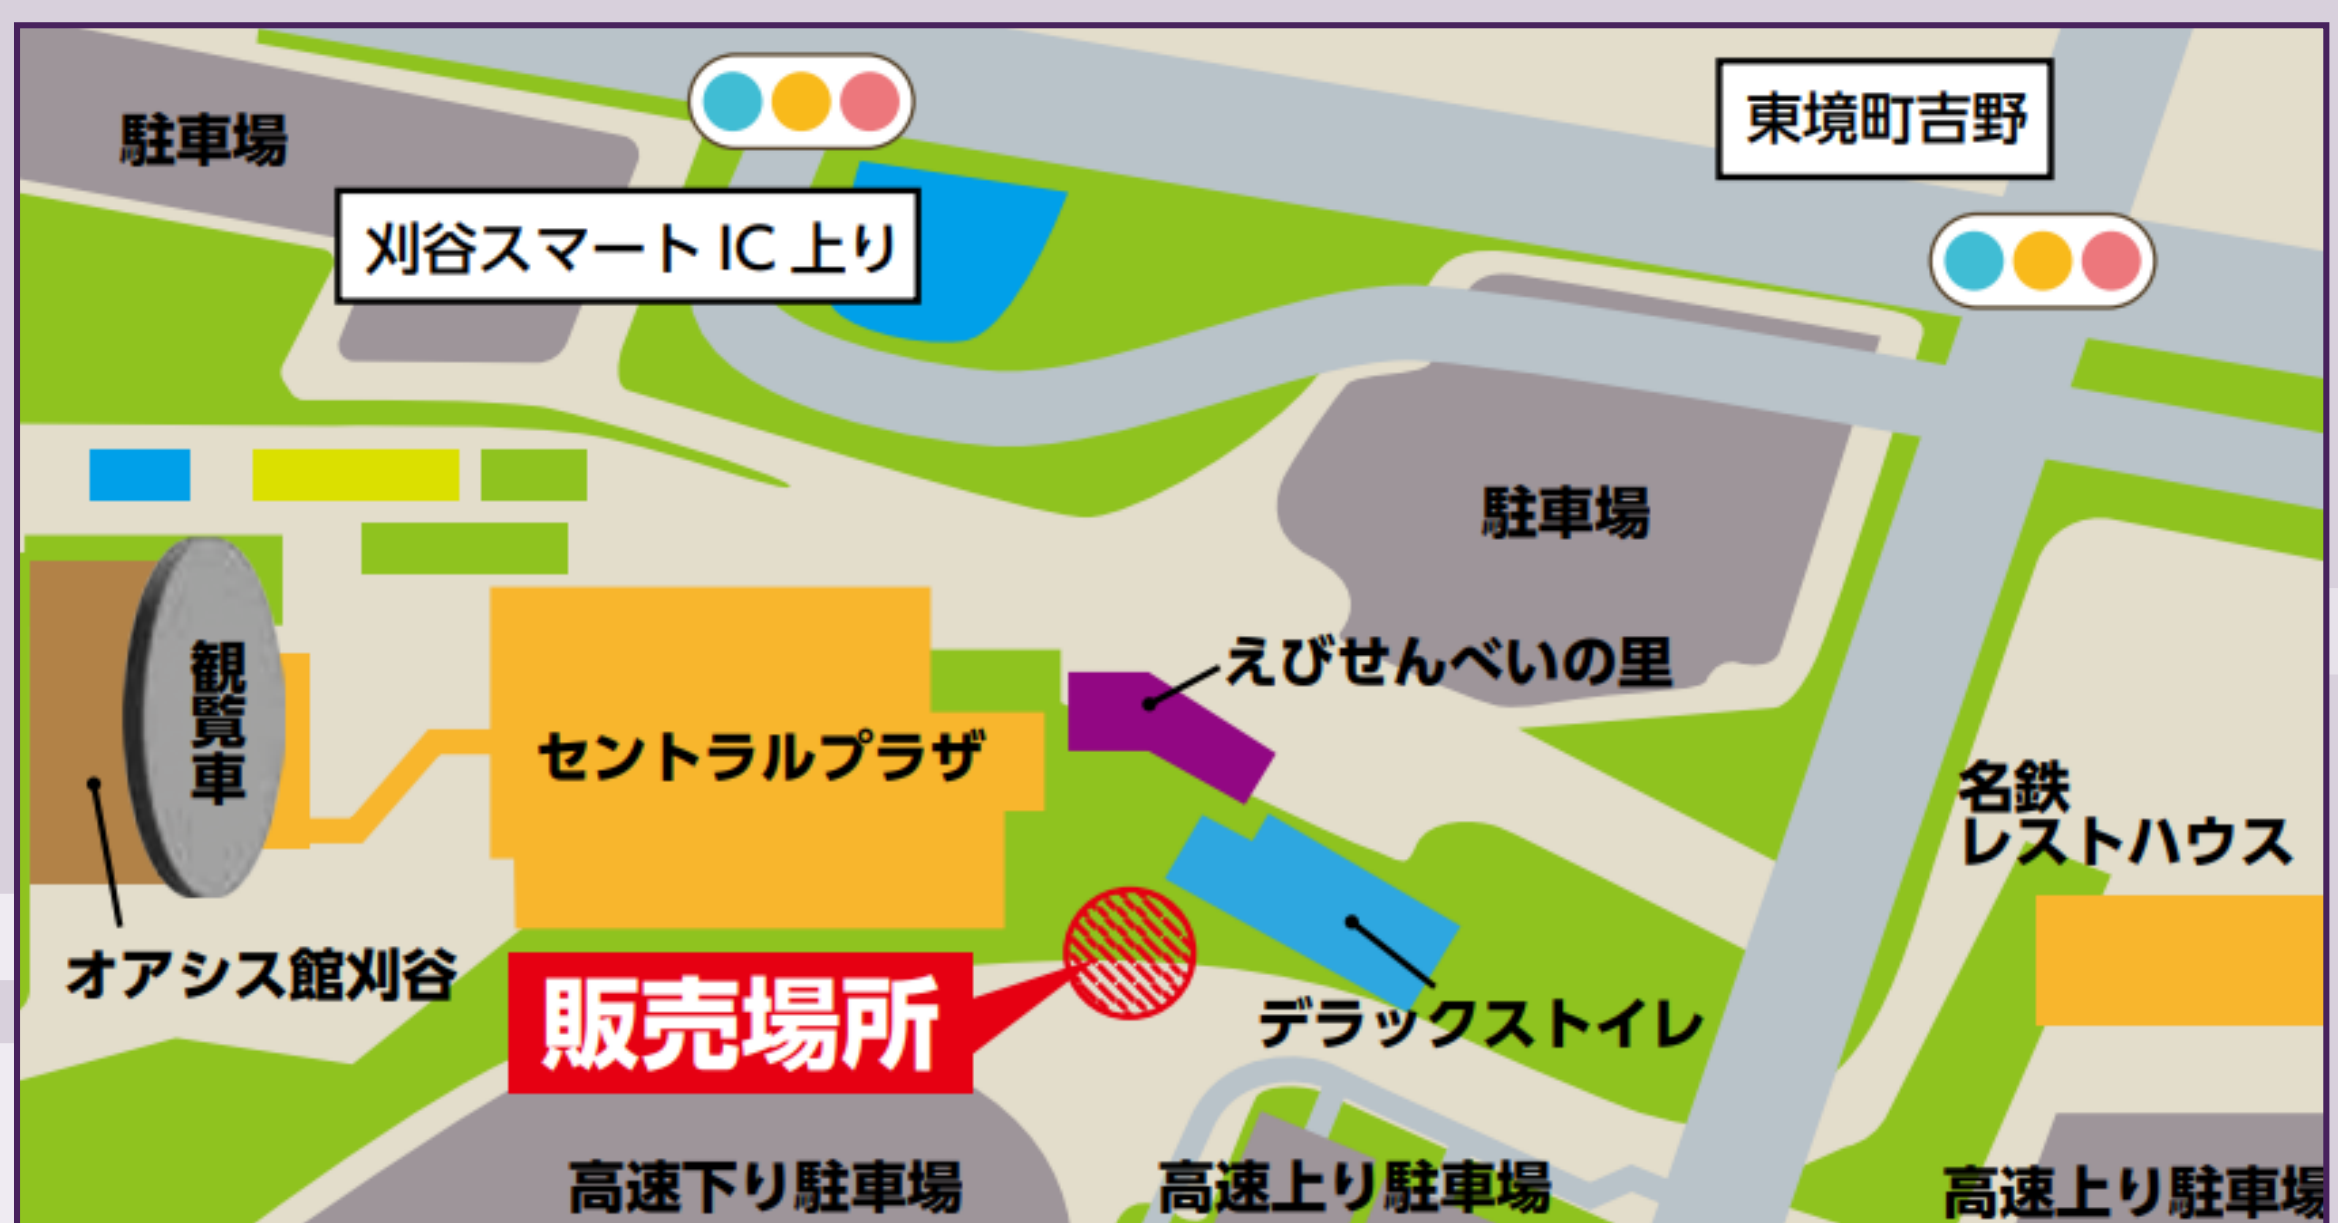 東境町吉野
駐車場
刈谷スマートIC上り
駐車場
えびせんべいの里
観覧車
セントラルプラザ
名鉄
レストハウス
オアシス館刈谷
販売場所
デラックストイレ
高速下り駐車場
高速上り駐車場
高速上り駐車場